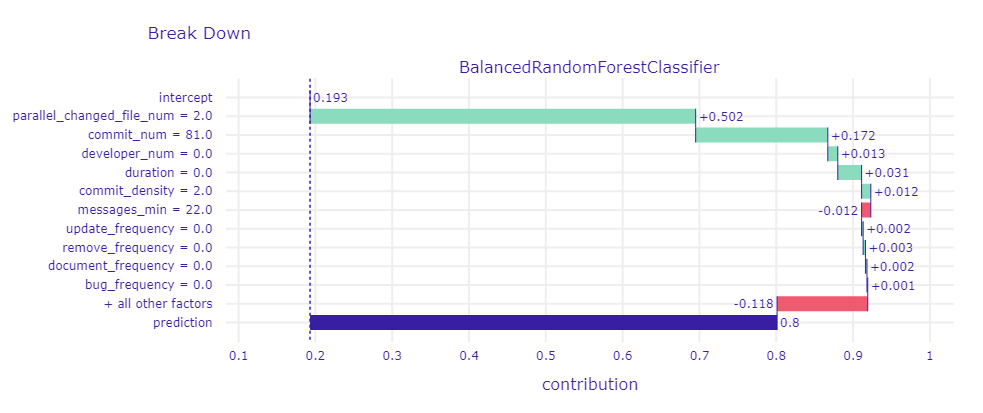 Break Down
BalancedRandomForestClassifier
intercept 0.193
parallel_changed_file_num = 2.0 +0.502
commit_num = 81.0 +0.172
developer_num = 0.0 +0.013
duration = 0.0 +0.031
commit_density = 2.0 +0.012
messages_min = 22.0 -0.012
update_frequency = 0.0 +0.002
remove_frequency = 0.0 +0.003
document_frequency = 0.0 +0.002
bug_frequency = 0.0 +0.001
+ all other factors -0.118
prediction 0.8
0.1 0.2 0.3 0.4 0.5 0.6 0.7 0.8 0.9 1
contribution